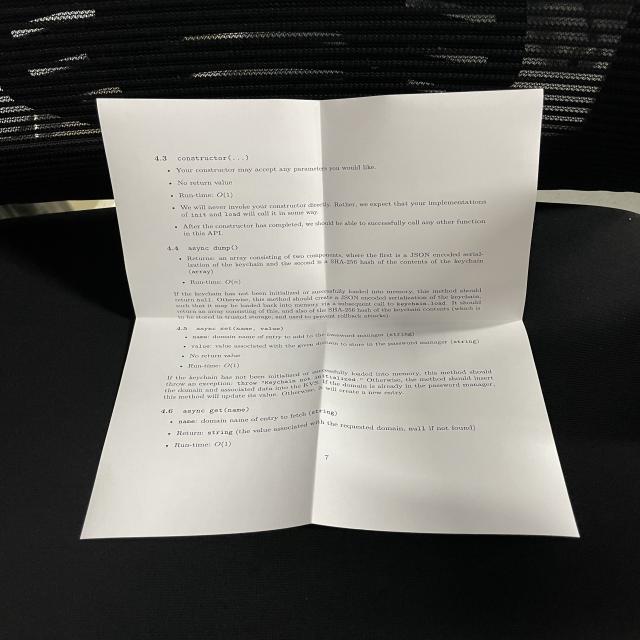 4.3 constructor(...)
• Your constructor may accept any parameters you would like.
• No return value
• Run-time: O(1)
• We will never invoke your constructor directly. Rather, we expect that your implementations
of init and load will call it in some way.
• After the constructor has completed, we should be able to successfully call any other function
in this API.
4.4 async dump()
• Returns: an array consisting of two components, where the first is a JSON encoded serial-
ization of the keychain and the second is a SHA-256 hash of the contents of the keychain
(array)
• Run-time: O(n)
If the keychain has not been initialized or successfully loaded into memory, this method should
return null. Otherwise, this method should create a JSON encoded serialization of the keychain,
such that it may be loaded back into memory via a subsequent call to keychain.load. It should
return an array consisting of this, and also of the SHA-256 hash of the keychain contents (which is
to be stored in trusted storage, and used to prevent rollback attacks).
4.5 async set(name, value)
• name: domain name of entry to add to the password manager (string)
• value: value associated with the given domain to store in the password manager (string)
• No return value
• Run-time: O(1)
If the keychain has not been initialized or successfully loaded into memory, this method should
throw an exception: throw "Keychain not initialized." Otherwise, the method should insert
the domain and associated data into the KVS. If the domain is already in the password manager,
this method will update its value. Otherwise, it will create a new entry.
4.6 async get(name)
• name: domain name of entry to fetch (string)
• Return: string (the value associated with the requested domain, null if not found)
• Run-time: O(1)
7